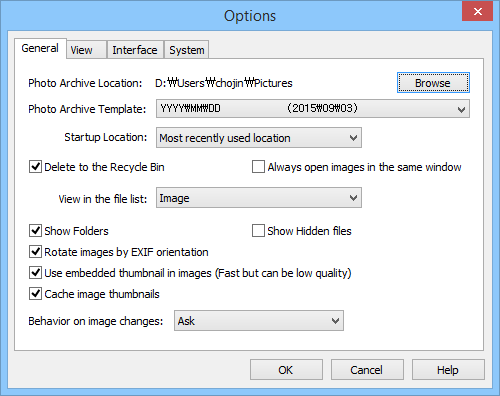 Options
General View Interface System
Photo Archive Location: D:₩Users₩chojin₩Pictures Browse
Photo Archive Template: YYYY₩MM₩DD (2015₩09₩03)
Startup Location: Most recently used location
Delete to the Recycle Bin Always open images in the same window
View in the file list: Image
Show Folders Show Hidden files
Rotate images by EXIF orientation
Use embedded thumbnail in images (Fast but can be low quality)
Cache image thumbnails
Behavior on image changes: Ask
OK Cancel Help